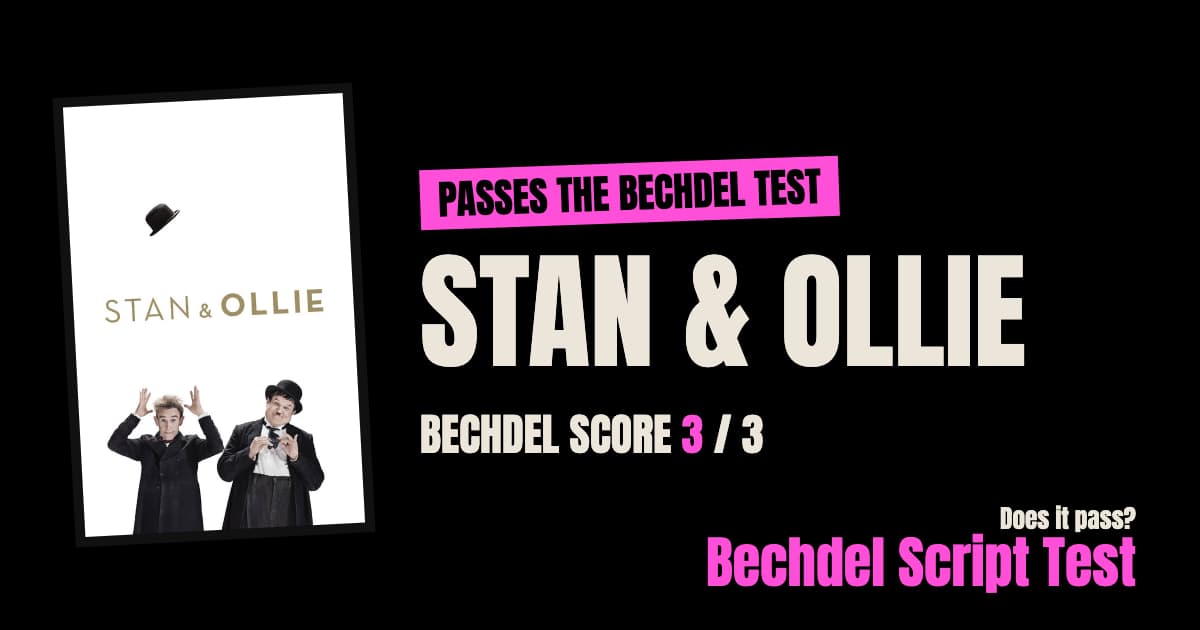 STAN & OLLIE
PASSES THE BECHDEL TEST
STAN & OLLIE
BECHDEL SCORE 3 / 3
Does it pass?
Bechdel Script Test